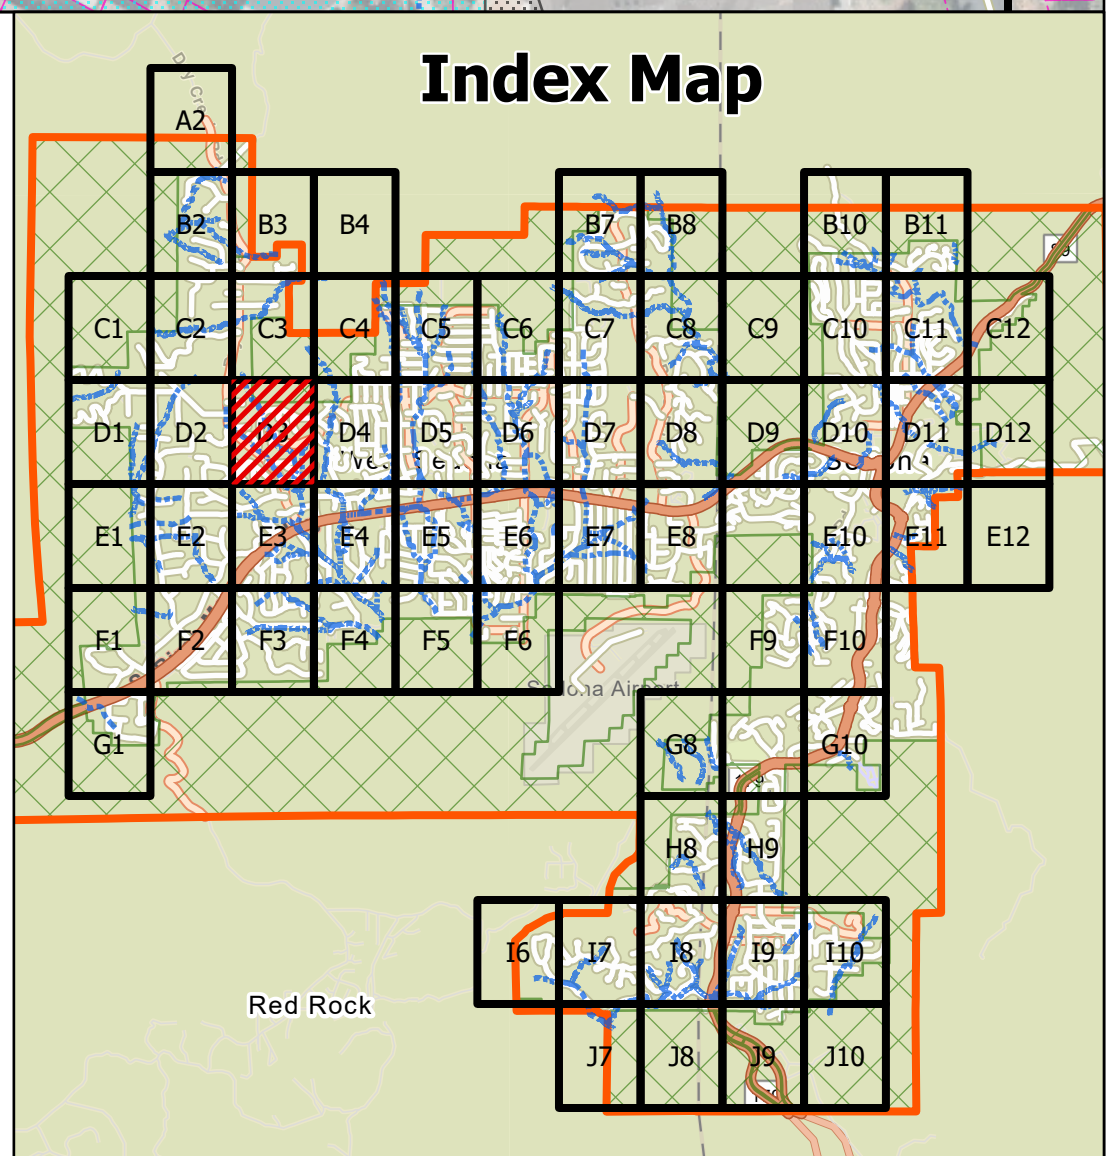 Index Map
A2
B2 B3 B4 B7 B8 B10 B11
C1 C2 C3 C4 C5 C6 C7 C8 C9 C10 C11 C12
D1 D2 D3 D4 D5 D6 D7 D8 D9 D10 D11 D12
E1 E2 E3 E4 E5 E6 E7 E8 E10 E11 E12
F1 F2 F3 F4 F5 F6 F9 F10
Sedona Airport
G1 G8 G10
H8 H9
I6 I7 I8 I9 I10
Red Rock
J7 J8 J9 J10